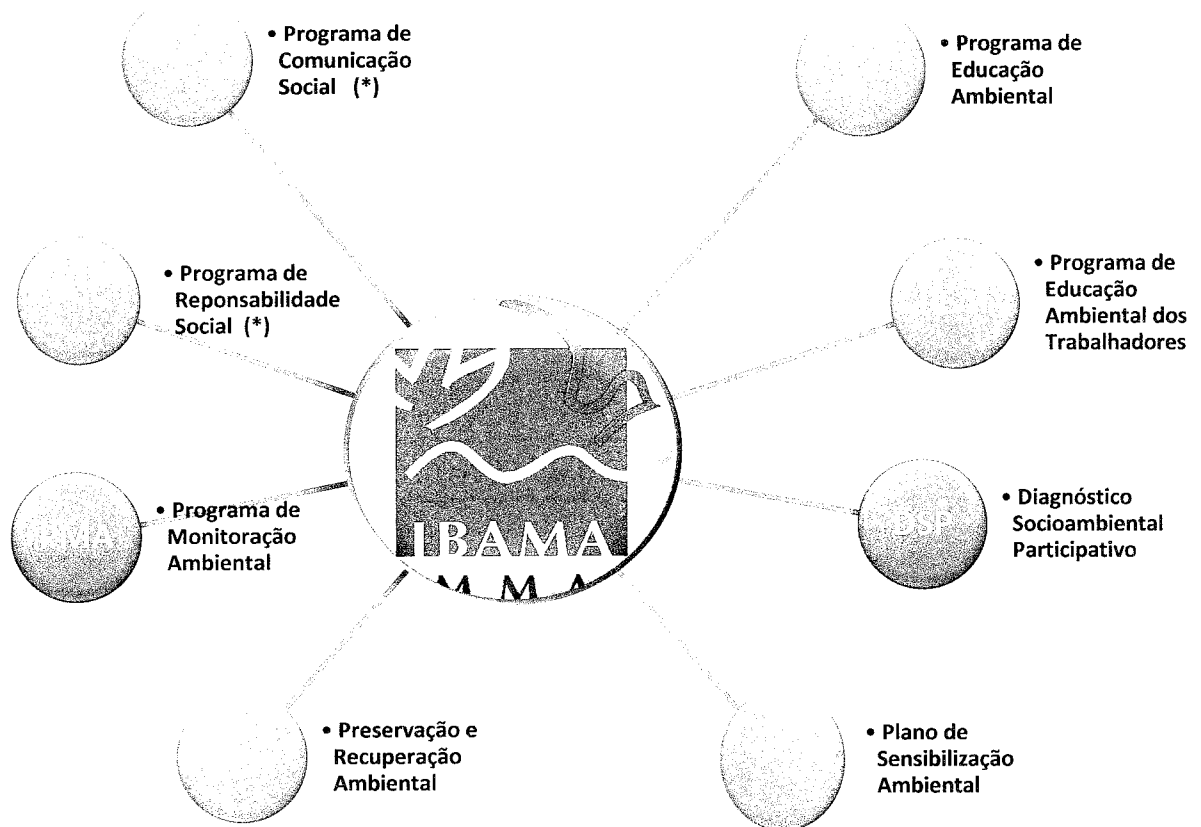 • Programa de
Comunicação
Social (*)
• Programa de
Educação
Ambiental
• Programa de
Reponsabilidade
Social (*)
• Programa de
Educação
Ambiental dos
Trabalhadores
IBAMA
M M A
• Programa de
Monitoração
Ambiental
DSP
• Diagnóstico
Socioambiental
Participativo
• Preservação e
Recuperação
Ambiental
• Plano de
Sensibilização
Ambiental